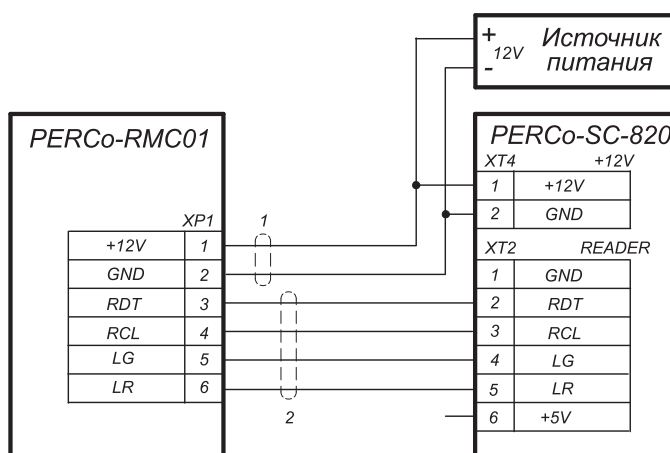 + 12V Источник
- питания
PERCo-RMC01
PERCo-SC-820
XT4 +12V
1 +12V
2 GND
XP1
1
+12V 1
GND 2
RDT 3
RCL 4
LG 5
LR 6
2
XT2 READER
1 GND
2 RDT
3 RCL
4 LG
5 LR
6 +5V